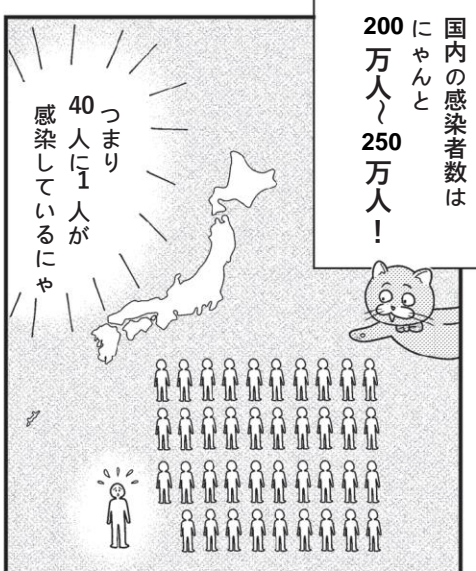 国内の感染者数は
にゃんと
200万人〜250万人！
つまり
40人に1人が
感染しているにゃ